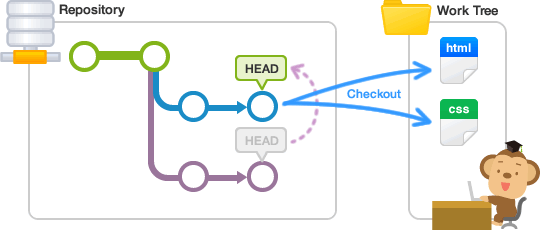 Repository
Work Tree
HEAD
html
Checkout
css
HEAD